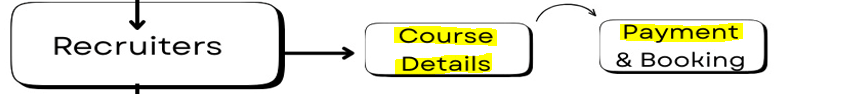 Recruiters
Course
Details
Payment
& Booking